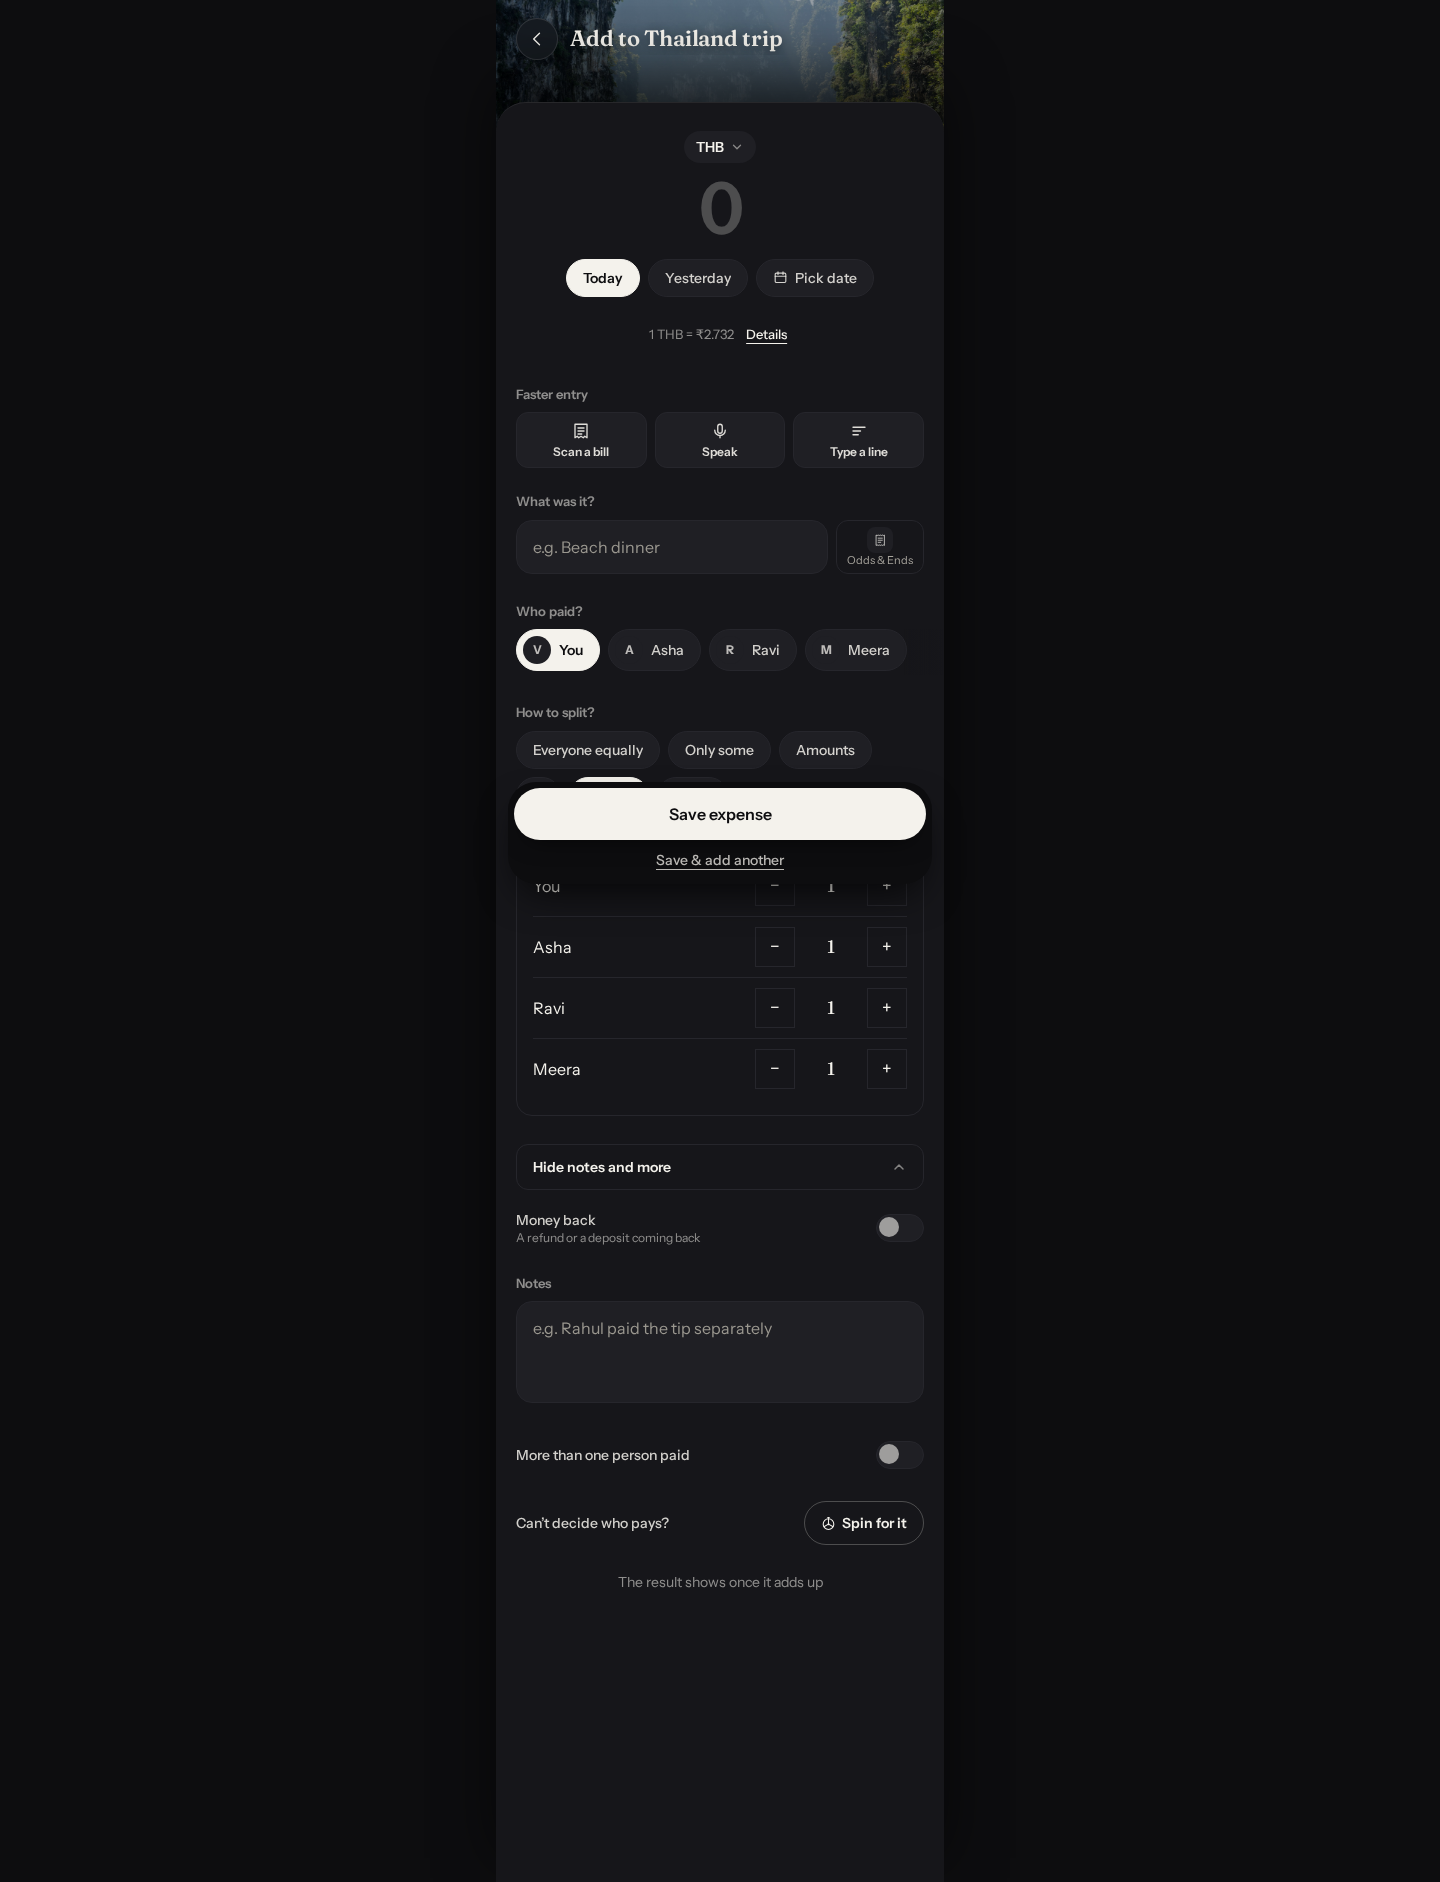 Add to Thailand trip
THB
0
Today Yesterday Pick date
1 THB = ₹2.732 Details
Faster entry
Scan a bill Speak Type a line
What was it?
e.g. Beach dinner
Odds & Ends
Who paid?
V You A Asha R Ravi M Meera
How to split?
Everyone equally Only some Amounts
Save expense
Save & add another
You − 1 +
Asha − 1 +
Ravi − 1 +
Meera − 1 +
Hide notes and more
Money back
A refund or a deposit coming back
Notes
e.g. Rahul paid the tip separately
More than one person paid
Can't decide who pays? Spin for it
The result shows once it adds up